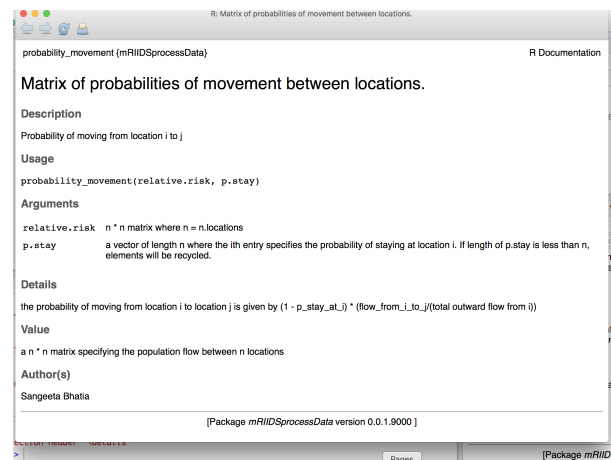 R: Matrix of probabilities of movement between locations.
probability_movement {mRIIDSprocessData}
R Documentation
Matrix of probabilities of movement between locations.
Description
Probability of moving from location i to j
Usage
probability_movement(relative.risk, p.stay)
Arguments
relative.risk n * n matrix where n = n.locations
p.stay a vector of length n where the ith entry specifies the probability of staying at location i. If length of p.stay is less than n,
elements will be recycled.
Details
the probability of moving from location i to location j is given by (1 - p_stay_at_i) * (flow_from_i_to_j/(total outward flow from i))
Value
a n * n matrix specifying the population flow between n locations
Author(s)
Sangeeta Bhatia
[Package mRIIDSprocessData version 0.0.1.9000 ]
>
Pages
[Package mRIID